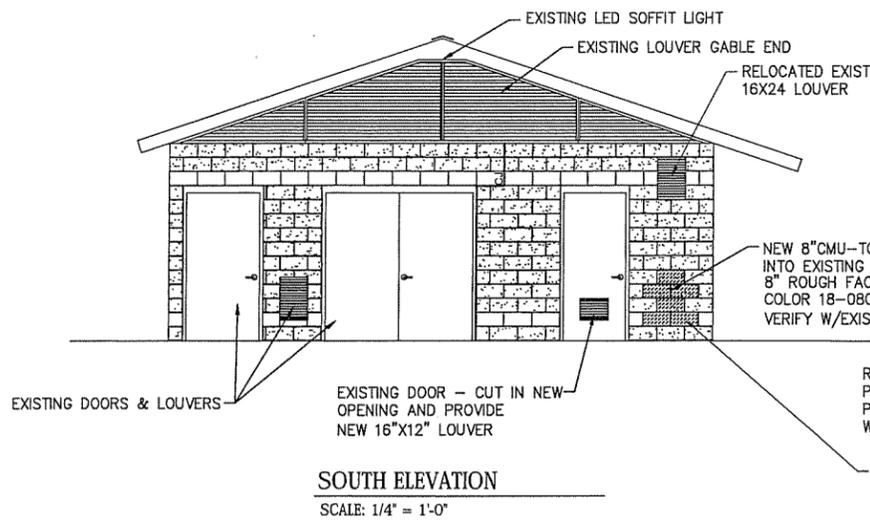 EXISTING LED SOFFIT LIGHT
EXISTING LOUVER GABLE END
RELOCATED EXIST
16X24 LOUVER
CJ
NEW 8"CMU-TO
INTO EXISTING
8" ROUGH FAC
COLOR 18-080
VERIFY W/EXIS
EXISTING DOORS & LOUVERS
EXISTING DOOR – CUT IN NEW
OPENING AND PROVIDE
NEW 16"X12" LOUVER
R
P
P
W
SOUTH ELEVATION
SCALE: 1/4" = 1'-0"